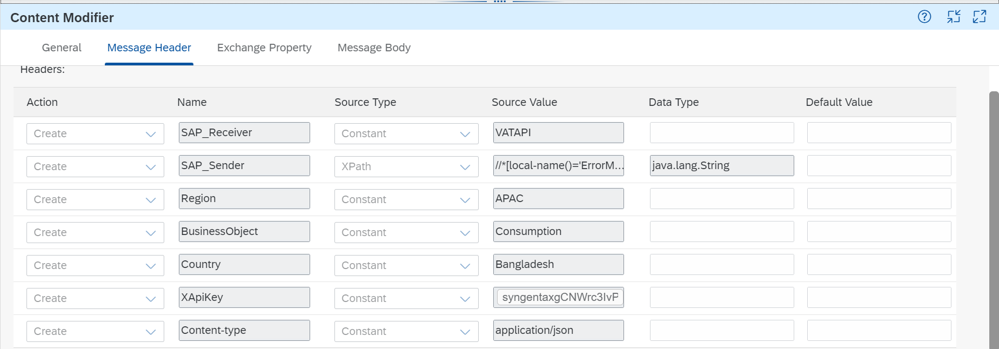 Content Modifier
General Message Header Exchange Property Message Body
Headers:
Action Name Source Type Source Value Data Type Default Value
Create SAP_Receiver Constant VATAPI
Create SAP_Sender XPath //*[local-name()='ErrorM... java.lang.String
Create Region Constant APAC
Create BusinessObject Constant Consumption
Create Country Constant Bangladesh
Create XApiKey Constant syngentaxgCNWrc3IvP
Create Content-type Constant application/json